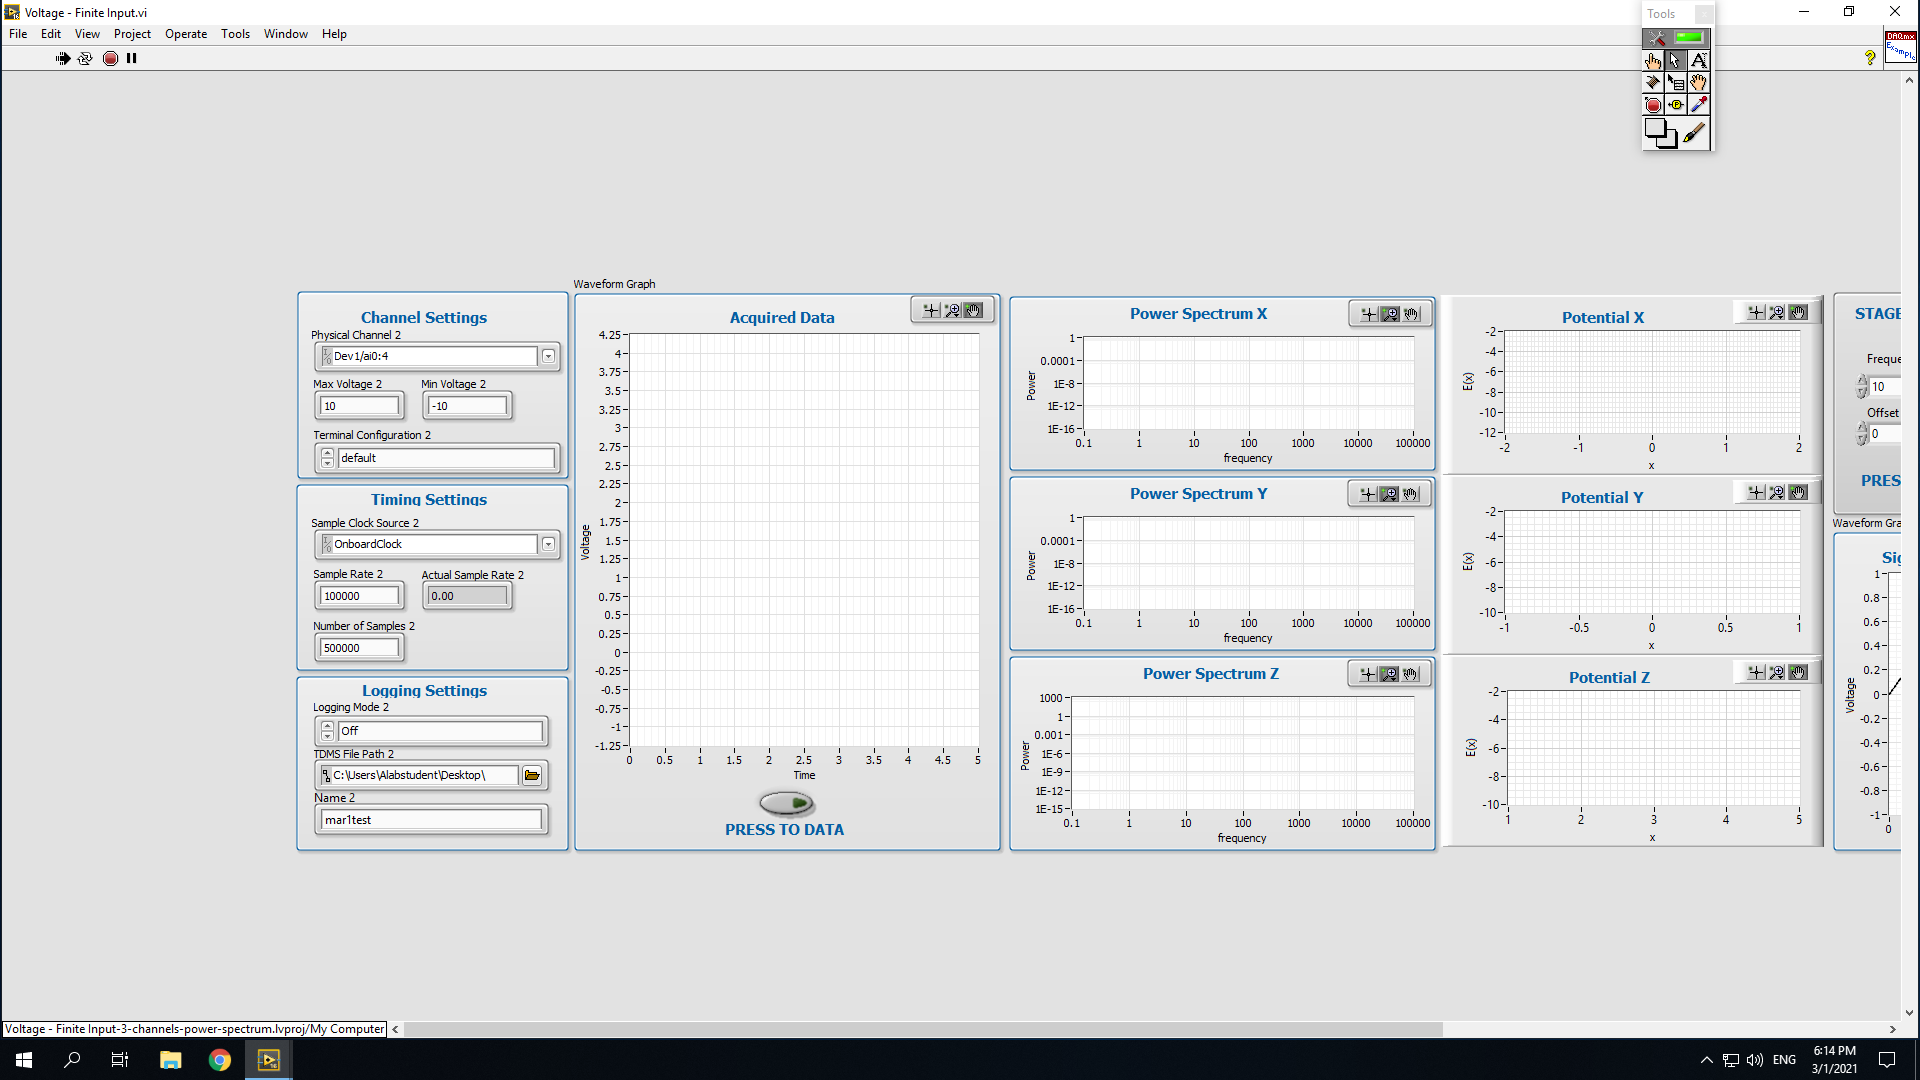 Voltage - Finite Input.vi
File Edit View Project Operate Tools Window Help
Tools
DAQmx
Example
Channel Settings
Physical Channel 2
Dev1/ai0:4
Max Voltage 2 Min Voltage 2
10 -10
Terminal Configuration 2
default
Timing Settings
Sample Clock Source 2
OnboardClock
Sample Rate 2 Actual Sample Rate 2
100000 0.00
Number of Samples 2
500000
Logging Settings
Logging Mode 2
Off
TDMS File Path 2
C:\Users\Alabstudent\Desktop\
Name 2
mar1test
Waveform Graph
Acquired Data
4.25
4
3.75
3.5
3.25
3
2.75
2.5
2.25
2
1.75
1.5
1.25
1
0.75
0.5
0.25
0
-0.25
-0.5
-0.75
-1
-1.25
Voltage
0 0.5 1 1.5 2 2.5 3 3.5 4 4.5 5
Time
PRESS TO DATA
Power Spectrum X
1
0.0001
1E-8
1E-12
1E-16
Power
0.1 1 10 100 1000 10000 100000
frequency
Power Spectrum Y
1
0.0001
1E-8
1E-12
1E-16
Power
0.1 1 10 100 1000 10000 100000
frequency
Power Spectrum Z
1000
1
0.001
1E-6
1E-9
1E-12
1E-15
Power
0.1 1 10 100 1000 10000 100000
frequency
Potential X
-2
-4
-6
-8
-10
-12
E(x)
-2 -1 0 1 2
x
Potential Y
-2
-4
-6
-8
-10
E(x)
-1 -0.5 0 0.5 1
x
Potential Z
-2
-4
-6
-8
-10
E(x)
1 2 3 4 5
x
STAGE
Freque
10
Offset
0
PRES
Waveform Gra
Sig
1
0.8
0.6
0.4
0.2
0
-0.2
-0.4
-0.6
-0.8
-1
Voltage
0
Voltage - Finite Input-3-channels-power-spectrum.lvproj/My Computer
ENG
6:14 PM
3/1/2021